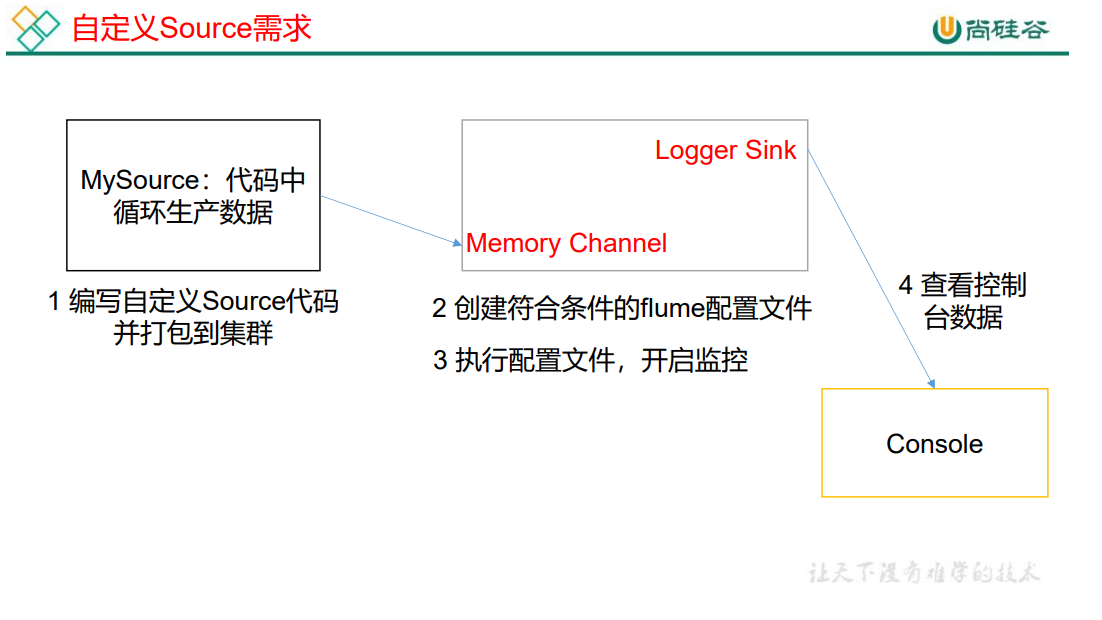 自定义Source需求
尚硅谷
MySource：代码中
循环生产数据
Logger Sink
Memory Channel
1 编写自定义Source代码
并打包到集群
2 创建符合条件的flume配置文件
3 执行配置文件，开启监控
4 查看控制
台数据
Console
让天下没有难学的技术